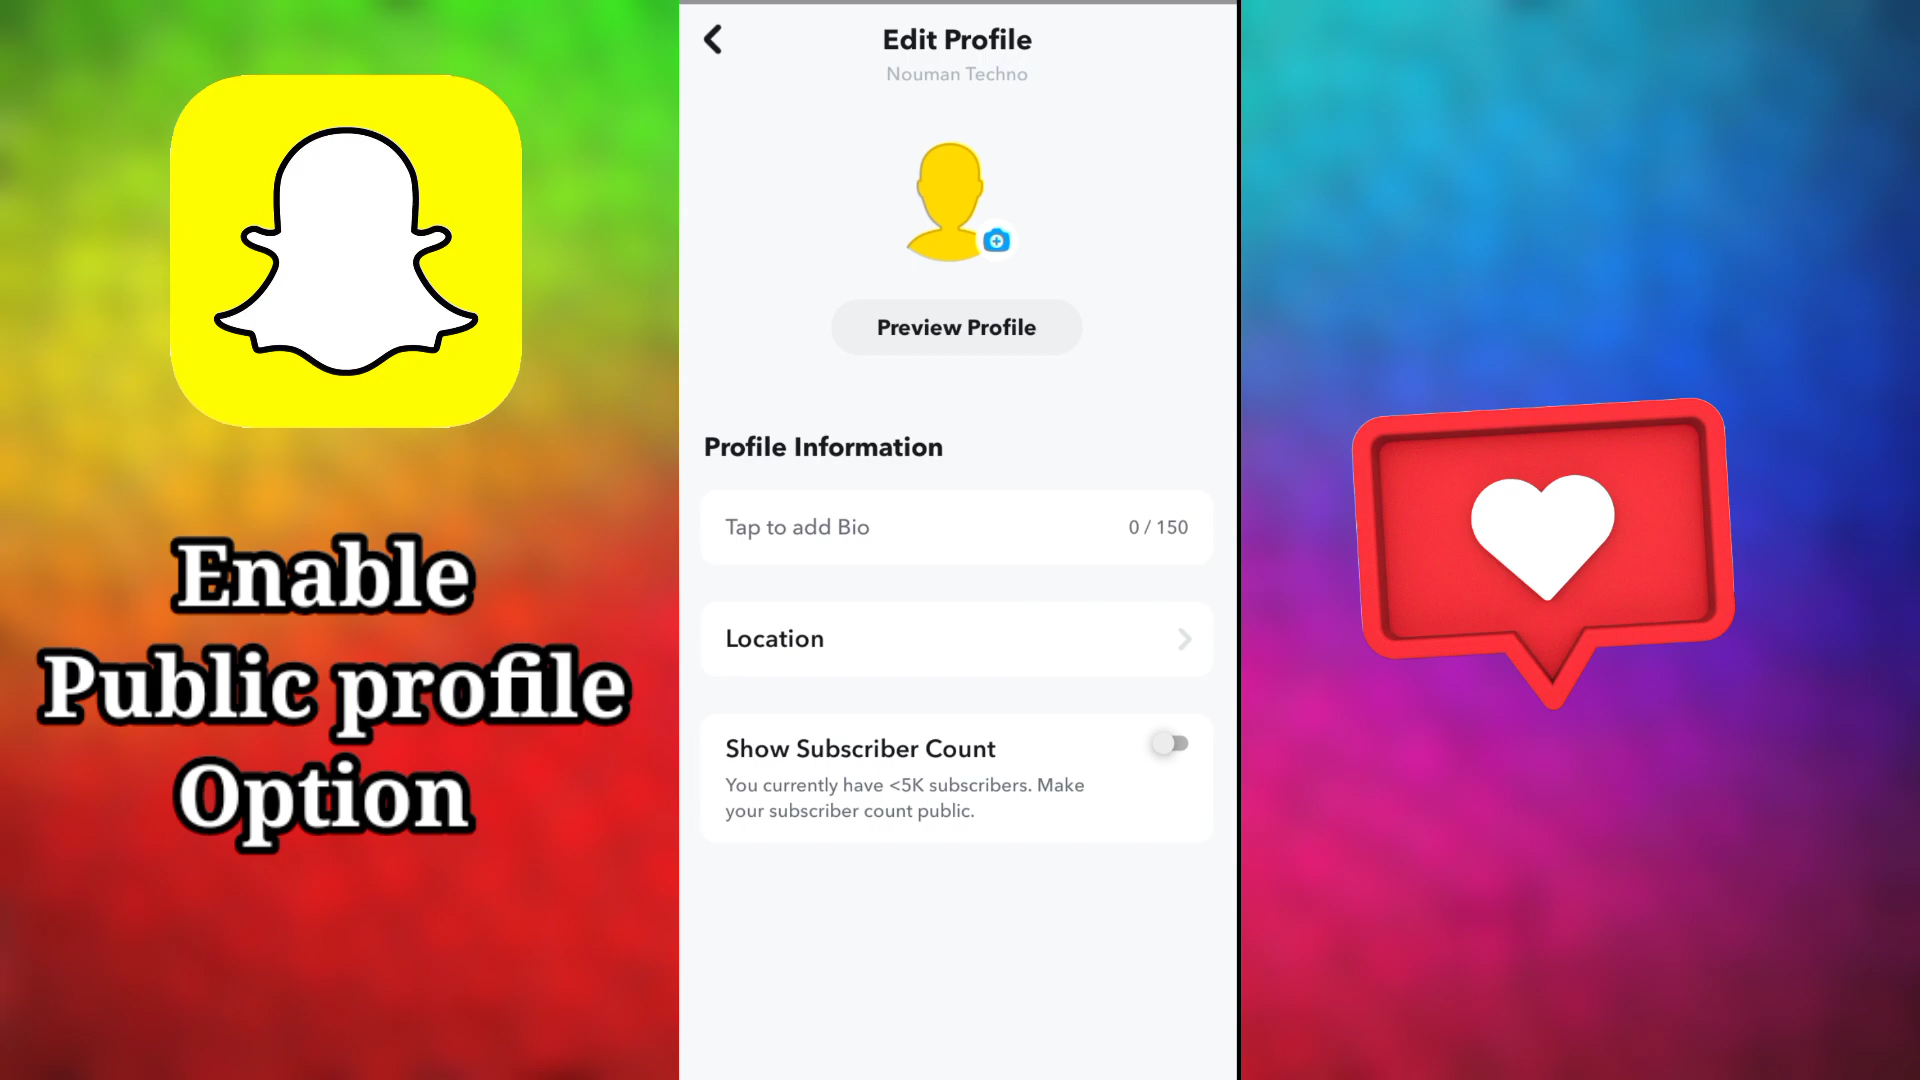 Enable
Public profile
Option
Edit Profile
Nouman Techno
Preview Profile
Profile Information
Tap to add Bio 0 / 150
Location
Show Subscriber Count
You currently have <5K subscribers. Make
your subscriber count public.